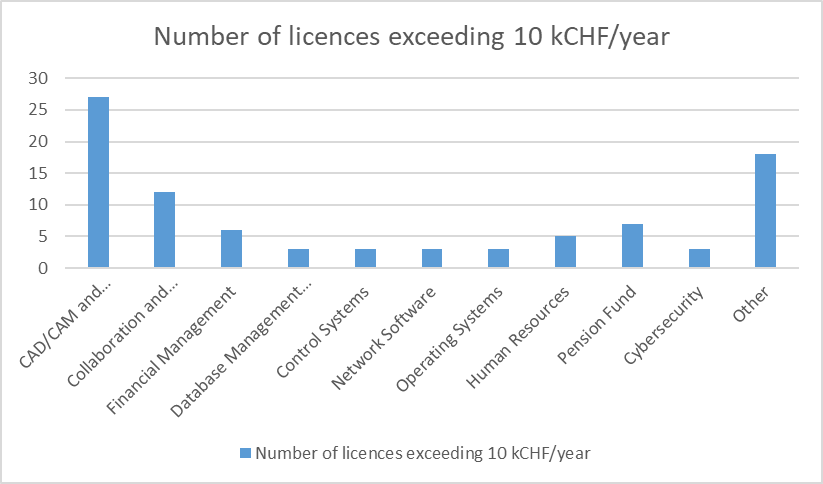 Number of licences exceeding 10 kCHF/year
30
25
20
15
10
5
0
CAD/CAM and...
Collaboration and...
Financial Management
Database Management...
Control Systems
Network Software
Operating Systems
Human Resources
Pension Fund
Cybersecurity
Other
Number of licences exceeding 10 kCHF/year